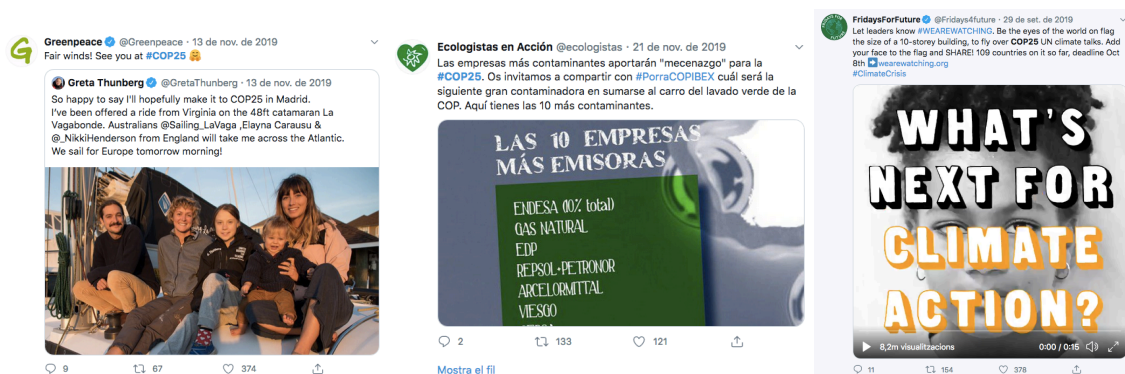 Greenpeace @Greenpeace · 13 de nov. de 2019
Fair winds! See you at #COP25 🤗
Greta Thunberg @GretaThunberg · 13 de nov. de 2019
So happy to say I'll hopefully make it to COP25 in Madrid.
I've been offered a ride from Virginia on the 48ft catamaran La
Vagabonde. Australians @Sailing_LaVaga ,Elayna Carausu &
@_NikkiHenderson from England will take me across the Atlantic.
We sail for Europe tomorrow morning!
9 67 374
Ecologistas en Acción @ecologistas · 21 de nov. de 2019
Las empresas más contaminantes aportarán "mecenazgo" para la
#COP25. Os invitamos a compartir con #PorraCOPIBEX cuál será la
siguiente gran contaminadora en sumarse al carro del lavado verde de la
COP. Aquí tienes las 10 más contaminantes.
LAS 10 EMPRESAS
MÁS EMISORAS
ENDESA (10% total)
GAS NATURAL
EDP
REPSOL+PETRONOR
ARCELORMITTAL
VIESGO
2 133 121
Mostra el fil
FridaysForFuture @Fridays4future · 29 de set. de 2019
Let leaders know #WEAREWATCHING. Be the eyes of the world on flag
the size of a 10-storey building, to fly over COP25 UN climate talks. Add
your face to the flag and SHARE! 109 countries on it so far, deadline Oct
8th ➡️wearewatching.org
#ClimateCrisis
WHAT'S
NEXT FOR
CLIMATE
ACTION?
8,2m visualitzacions 0:00 / 0:15
11 154 378